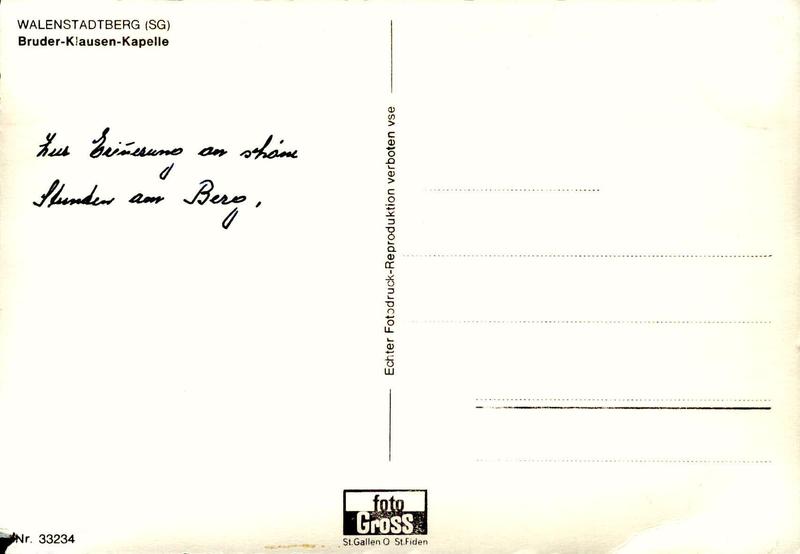 WALENSTADTBERG (SG)
Bruder-Klausen-Kapelle
Zur Erinnerung an schöne
Stunden am Berg.
Echter Fotodruck-Reproduktion verboten vse
foto
GROSS
St.Gallen O St.Fiden
Nr. 33234